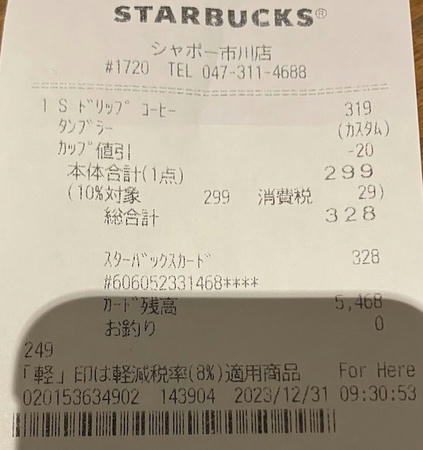 STARBUCKS®
シャポー市川店
#1720 TEL 047-311-4688
1 S ﾄﾞﾘｯﾌﾟ ｺｰﾋｰ 319
ﾀﾝﾌﾞﾗｰ (ｶｽﾀﾑ)
ｶｯﾌﾟ値引 -20
本体合計(1点) 299
(10%対象 299 消費税 29)
総合計 328
ｽﾀｰﾊﾞｯｸｽｶｰﾄﾞ 328
#606052331468****
ｶｰﾄﾞ残高 5,468
お釣り 0
249
「軽」印は軽減税率(8%)適用商品 For Here
020153634902 143904 2023/12/31 09:30:53